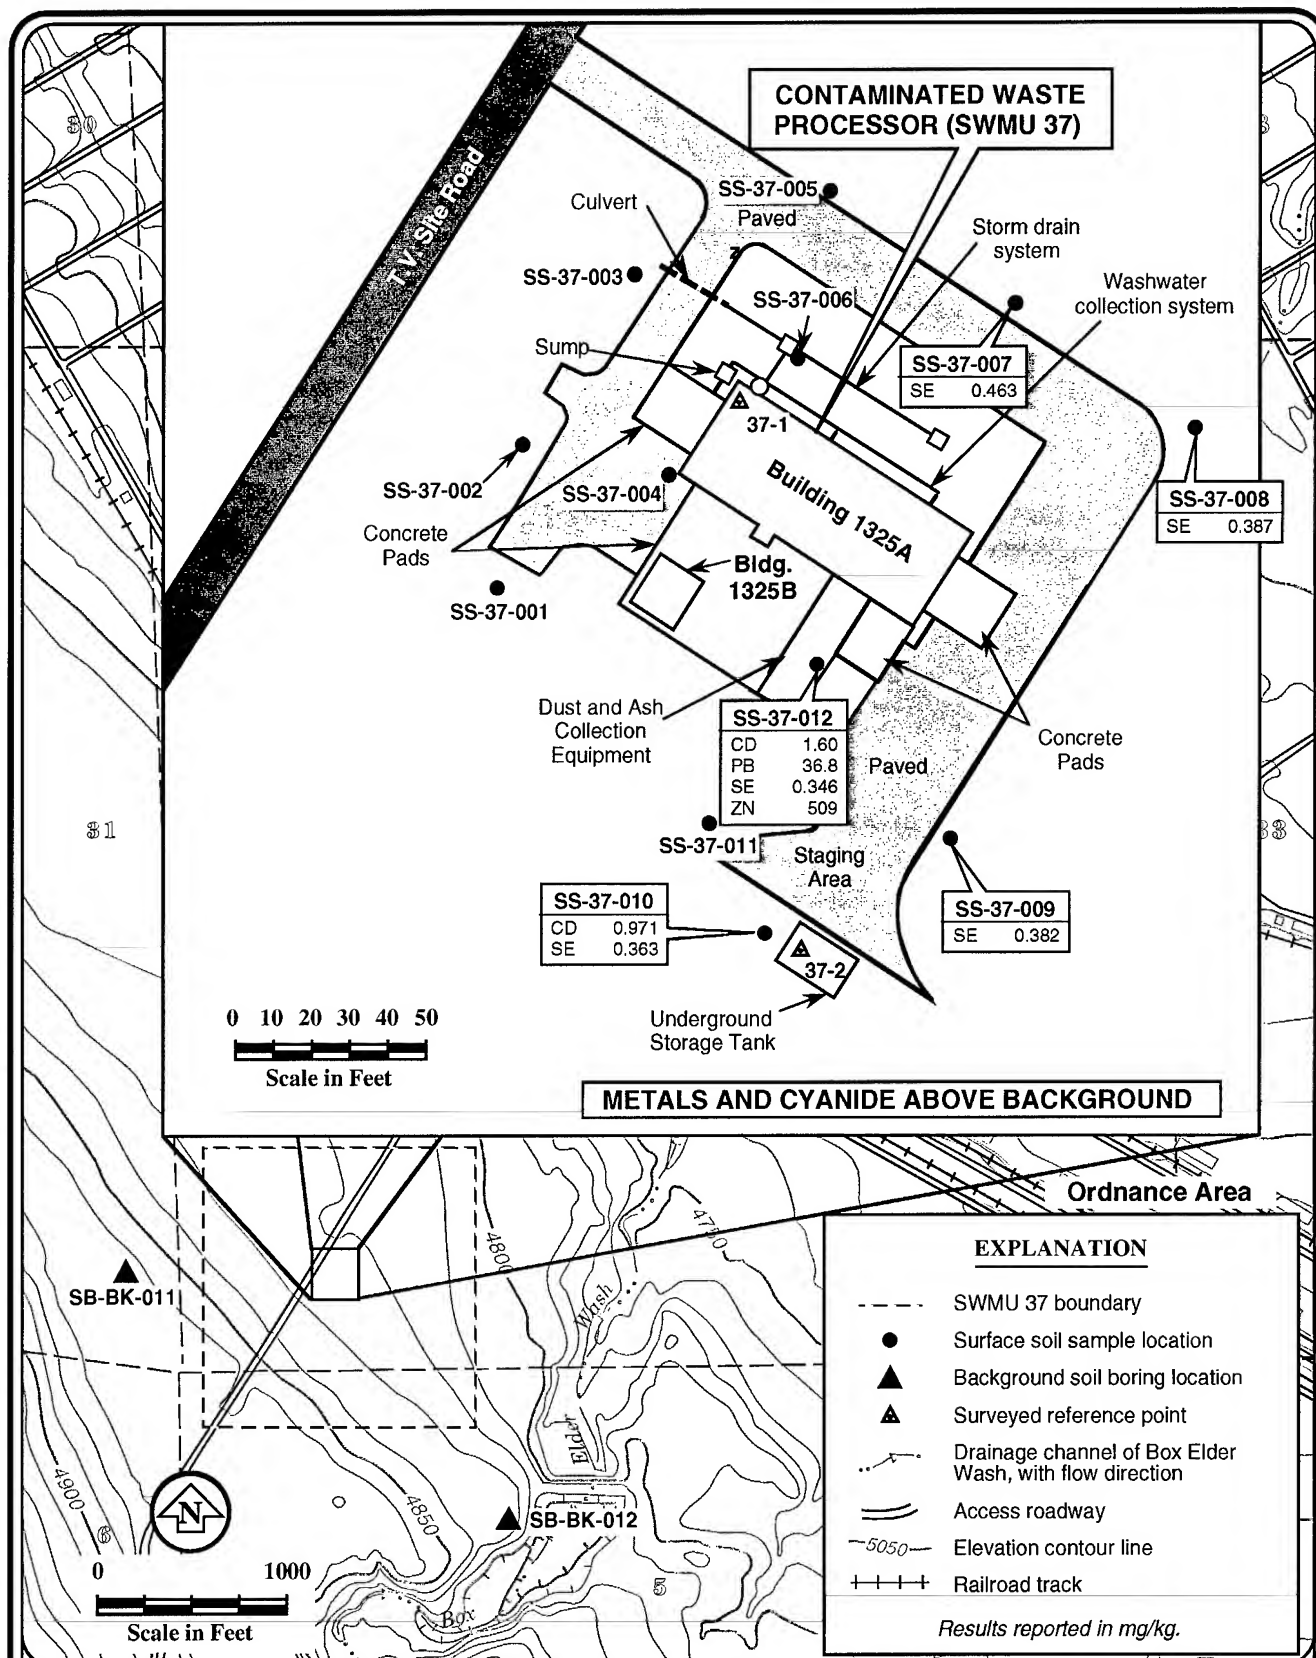 30
CONTAMINATED WASTE
PROCESSOR (SWMU 37)
T.V. Site Road
SS-37-005
Paved
Culvert
Storm drain
system
SS-37-003
SS-37-006
Washwater
collection system
Sump
SS-37-007
SE 0.463
37-1
SS-37-002
SS-37-004
Building 1325A
SS-37-008
SE 0.387
Concrete
Pads
Bldg.
1325B
SS-37-001
Dust and Ash
Collection
Equipment
SS-37-012
CD 1.60
PB 36.8
SE 0.346
ZN 509
Paved
Concrete
Pads
31
33
SS-37-011
Staging
Area
SS-37-010
CD 0.971
SE 0.363
SS-37-009
SE 0.382
37-2
Underground
Storage Tank
0 10 20 30 40 50
Scale in Feet
METALS AND CYANIDE ABOVE BACKGROUND
Ordnance Area
4800
4750
Wash
SB-BK-011
Elder
4900
4850
6
N
SB-BK-012
5
Box
0 1000
Scale in Feet
EXPLANATION
SWMU 37 boundary
Surface soil sample location
Background soil boring location
Surveyed reference point
Drainage channel of Box Elder
Wash, with flow direction
Access roadway
5050 Elevation contour line
Railroad track
Results reported in mg/kg.